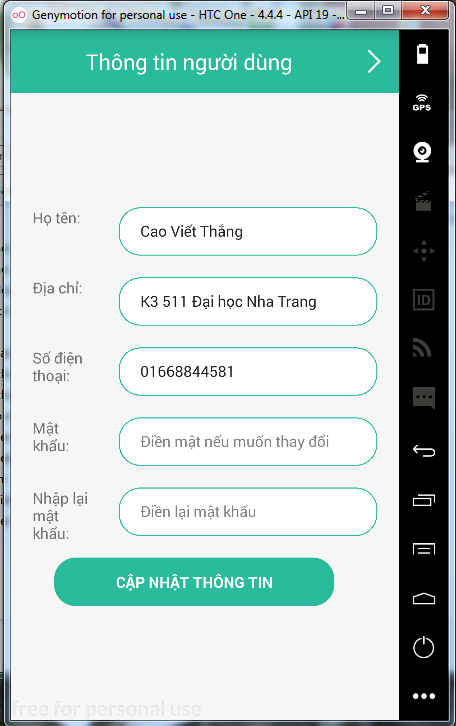 Genymotion for personal use - HTC One - 4.4.4 - API 19 -...
Thông tin người dùng
GPS
Họ tên:
Cao Viết Thắng
Địa chỉ:
K3 511 Đại học Nha Trang
ID
Số điện
thoại:
01668844581
Mật
khẩu:
Điền mật nếu muốn thay đổi
Nhập lại
mật
khẩu:
Điền lại mật khẩu
CẬP NHẬT THÔNG TIN
free for personal use